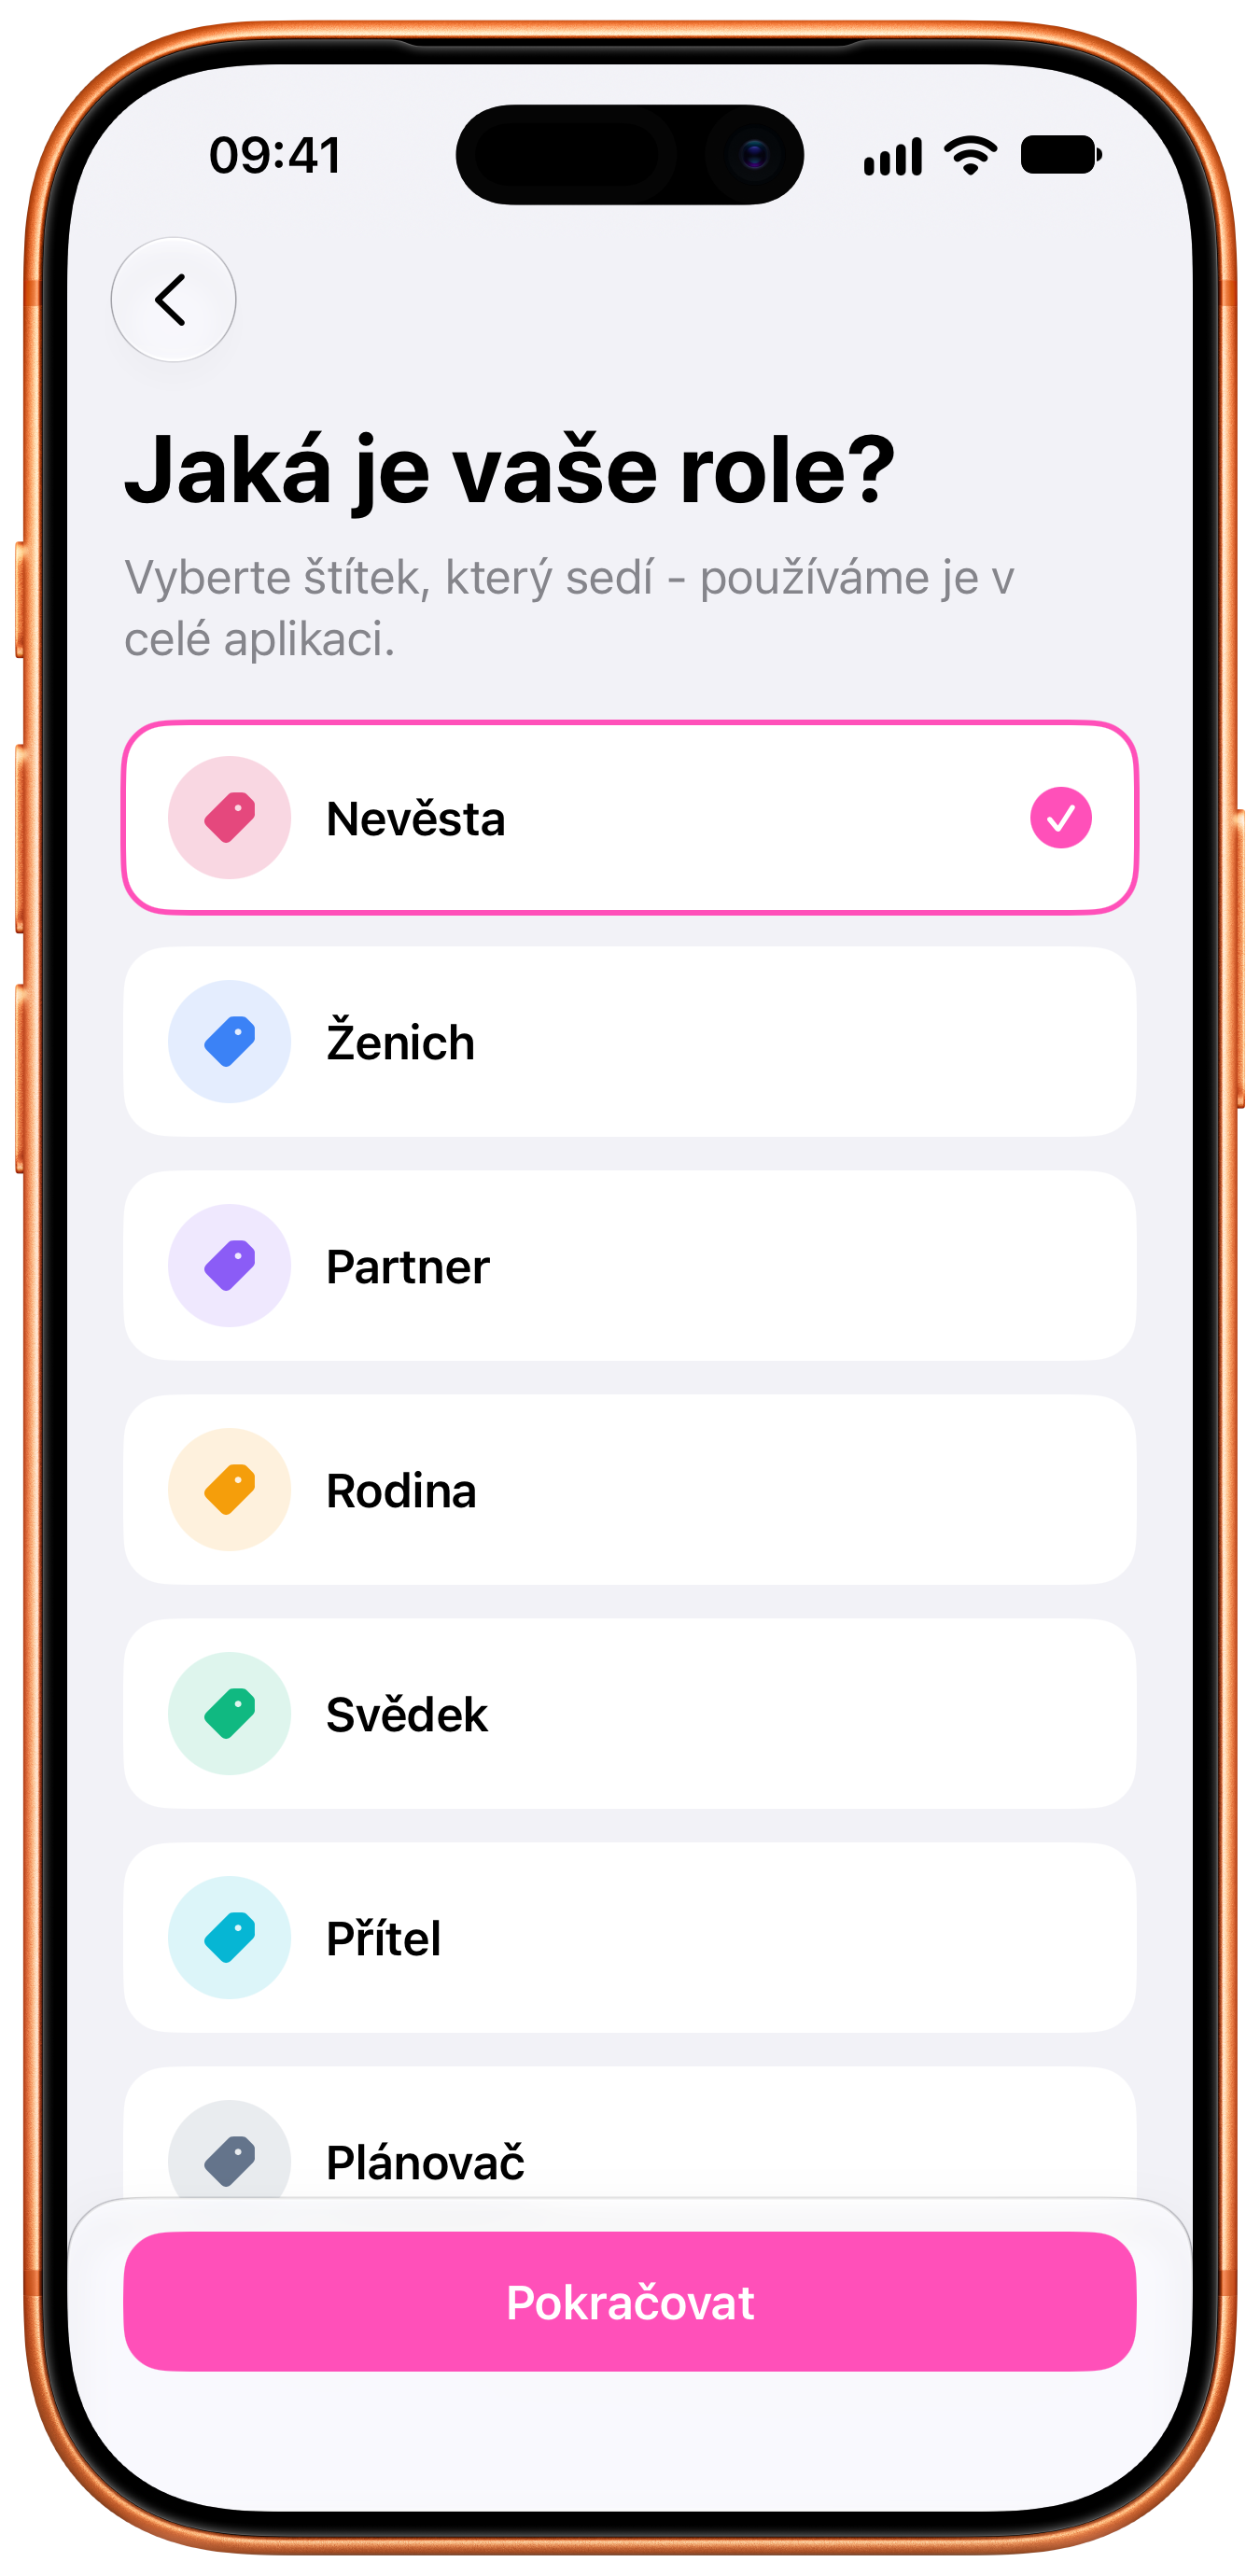 09:41
Jaká je vaše role?
Vyberte štítek, který sedí - používáme je v
celé aplikaci.
Nevěsta
Ženich
Partner
Rodina
Svědek
Přítel
Plánovač
Pokračovat